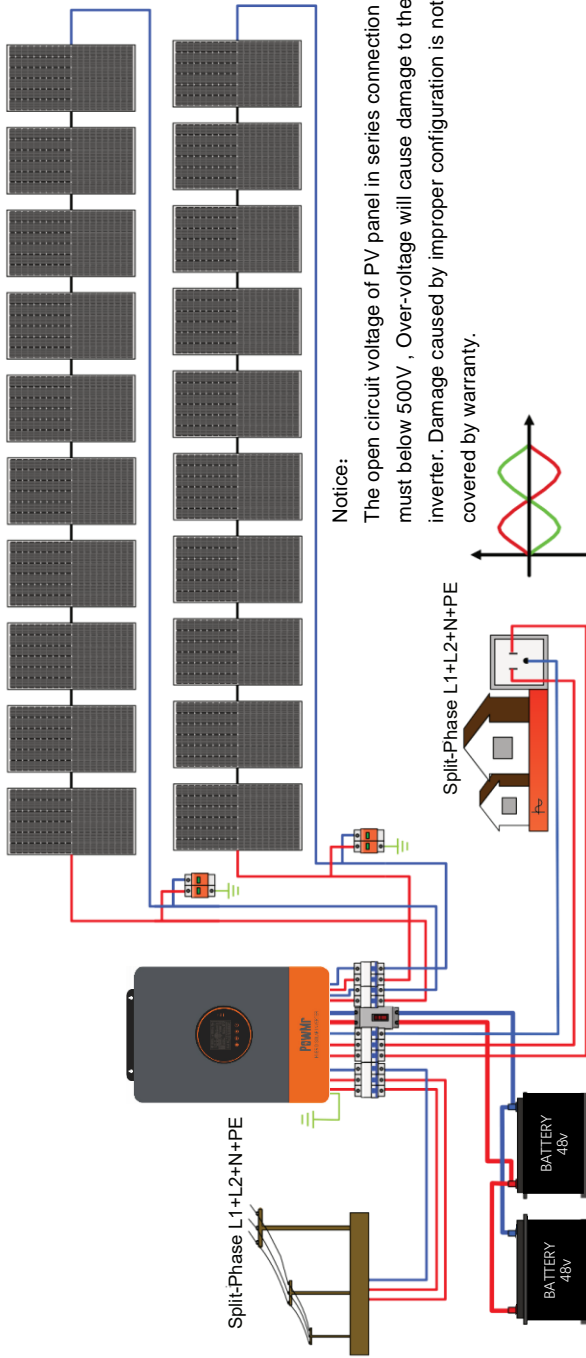 Notice:
The open circuit voltage of PV panel in series connection
must below 500V , Over-voltage will cause damage to the
inverter. Damage caused by improper configuration is not
covered by warranty.
Split-Phase L1+L2+N+PE
Split-Phase L1+L2+N+PE
PowMr
BATTERY
48v
BATTERY
48v